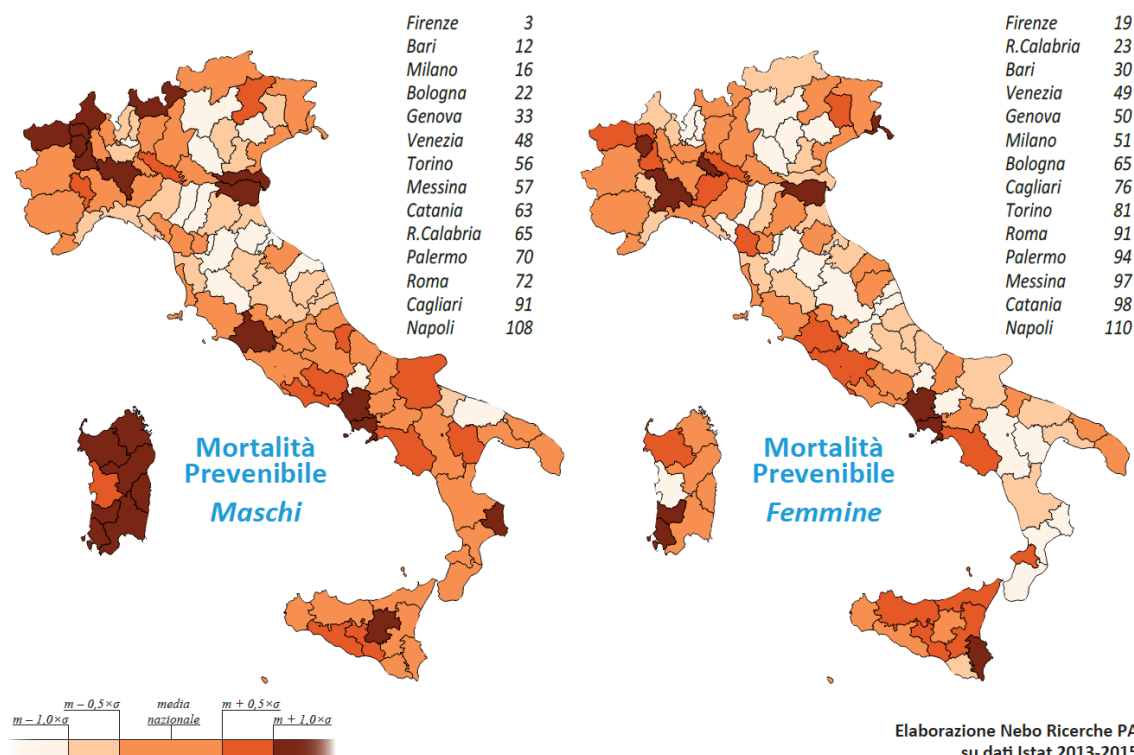 Firenze 3
Bari 12
Milano 16
Bologna 22
Genova 33
Venezia 48
Torino 56
Messina 57
Catania 63
R.Calabria 65
Palermo 70
Roma 72
Cagliari 91
Napoli 108
Firenze 19
R.Calabria 23
Bari 30
Venezia 49
Genova 50
Milano 51
Bologna 65
Cagliari 76
Torino 81
Roma 91
Palermo 94
Messina 97
Catania 98
Napoli 110
Mortalità
Prevenibile
Maschi
Mortalità
Prevenibile
Femmine
m – 1,0×σ
m – 0,5×σ
media
nazionale
m + 0,5×σ
m + 1,0×σ
Elaborazione Nebo Ricerche PA
su dati Istat 2013-2015